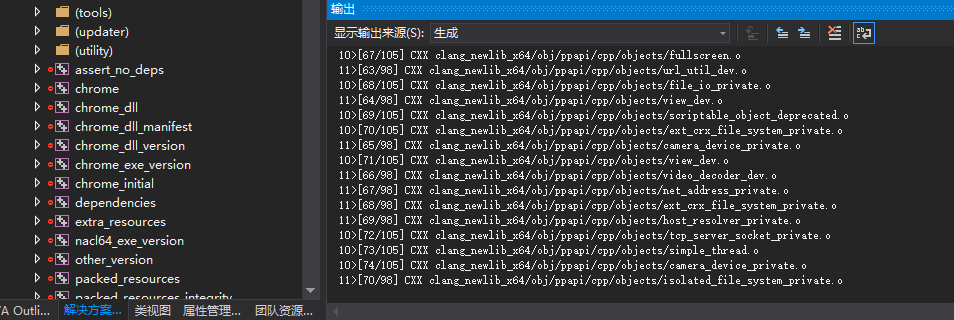 (tools)
(updater)
(utility)
assert_no_deps
chrome
chrome_dll
chrome_dll_manifest
chrome_dll_version
chrome_exe_version
chrome_initial
dependencies
extra_resources
nacl64_exe_version
other_version
packed_resources
packed_resources_integrity
/A Outli...
解决方案...
类视图
属性管理...
团队资源...
输出
显示输出来源(S):
生成
10>[67/105] CXX clang_newlib_x64/obj/ppapi/cpp/objects/fullscreen.o
11>[63/98] CXX clang_newlib_x64/obj/ppapi/cpp/objects/url_util_dev.o
10>[68/105] CXX clang_newlib_x64/obj/ppapi/cpp/objects/file_io_private.o
11>[64/98] CXX clang_newlib_x64/obj/ppapi/cpp/objects/view_dev.o
10>[69/105] CXX clang_newlib_x64/obj/ppapi/cpp/objects/scriptable_object_deprecated.o
10>[70/105] CXX clang_newlib_x64/obj/ppapi/cpp/objects/ext_crx_file_system_private.o
11>[65/98] CXX clang_newlib_x64/obj/ppapi/cpp/objects/camera_device_private.o
10>[71/105] CXX clang_newlib_x64/obj/ppapi/cpp/objects/view_dev.o
11>[66/98] CXX clang_newlib_x64/obj/ppapi/cpp/objects/video_decoder_dev.o
11>[67/98] CXX clang_newlib_x64/obj/ppapi/cpp/objects/net_address_private.o
11>[68/98] CXX clang_newlib_x64/obj/ppapi/cpp/objects/ext_crx_file_system_private.o
11>[69/98] CXX clang_newlib_x64/obj/ppapi/cpp/objects/host_resolver_private.o
10>[72/105] CXX clang_newlib_x64/obj/ppapi/cpp/objects/tcp_server_socket_private.o
10>[73/105] CXX clang_newlib_x64/obj/ppapi/cpp/objects/simple_thread.o
10>[74/105] CXX clang_newlib_x64/obj/ppapi/cpp/objects/camera_device_private.o
11>[70/98] CXX clang_newlib_x64/obj/ppapi/cpp/objects/isolated_file_system_private.o